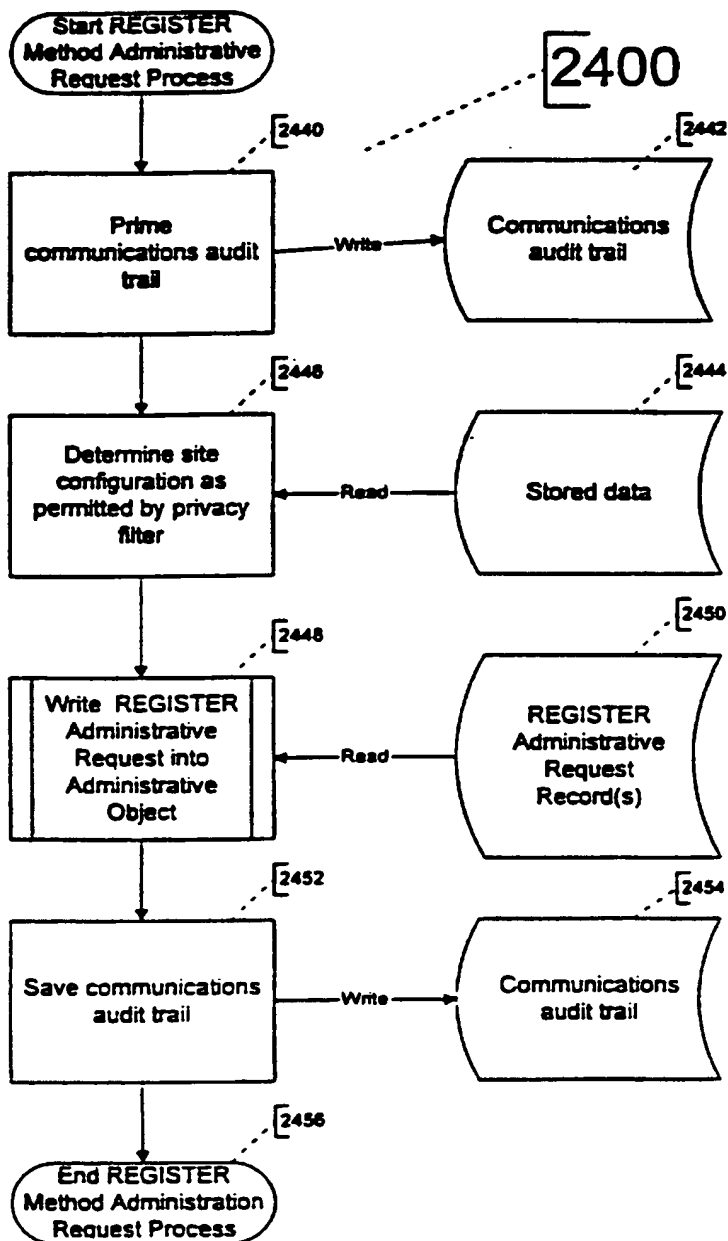 Start REGISTER
Method Administrative
Request Process
2400
2440
2442
Prime
communications audit
trail
Write
Communications
audit trail
2446
2444
Determine site
configuration as
permitted by privacy
filter
Read
Stored data
2448
2450
Write REGISTER
Administrative
Request into
Administrative
Object
Read
REGISTER
Administrative
Request
Record(s)
2452
2454
Save communications
audit trail
Write
Communications
audit trail
2456
End REGISTER
Method Administration
Request Process